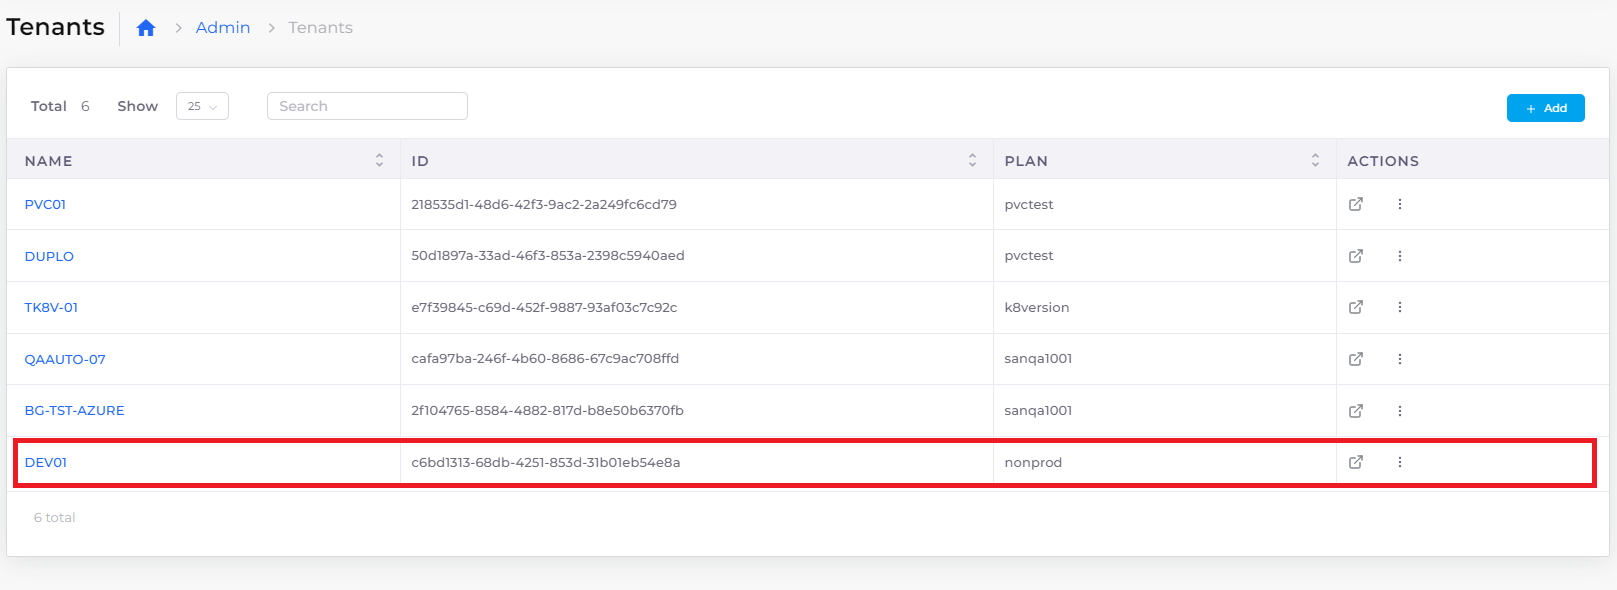 Tenants Admin Tenants
Total 6 Show 25 Search + Add
NAME ID PLAN ACTIONS
PVC01 218535d1-48d6-42f3-9ac2-2a249fc6cd79 pvctest
DUPLO 50d1897a-33ad-46f3-853a-2398c5940aed pvctest
TK8V-01 e7f39845-c69d-452f-9887-93af03c7c92c k8version
QAAUTO-07 cafa97ba-246f-4b60-8686-67c9ac708ffd sanqa1001
BG-TST-AZURE 2f104765-8584-4882-817d-b8e50b6370fb sanqa1001
DEV01 c6bd1313-68db-4251-853d-31b01eb54e8a nonprod
6 total